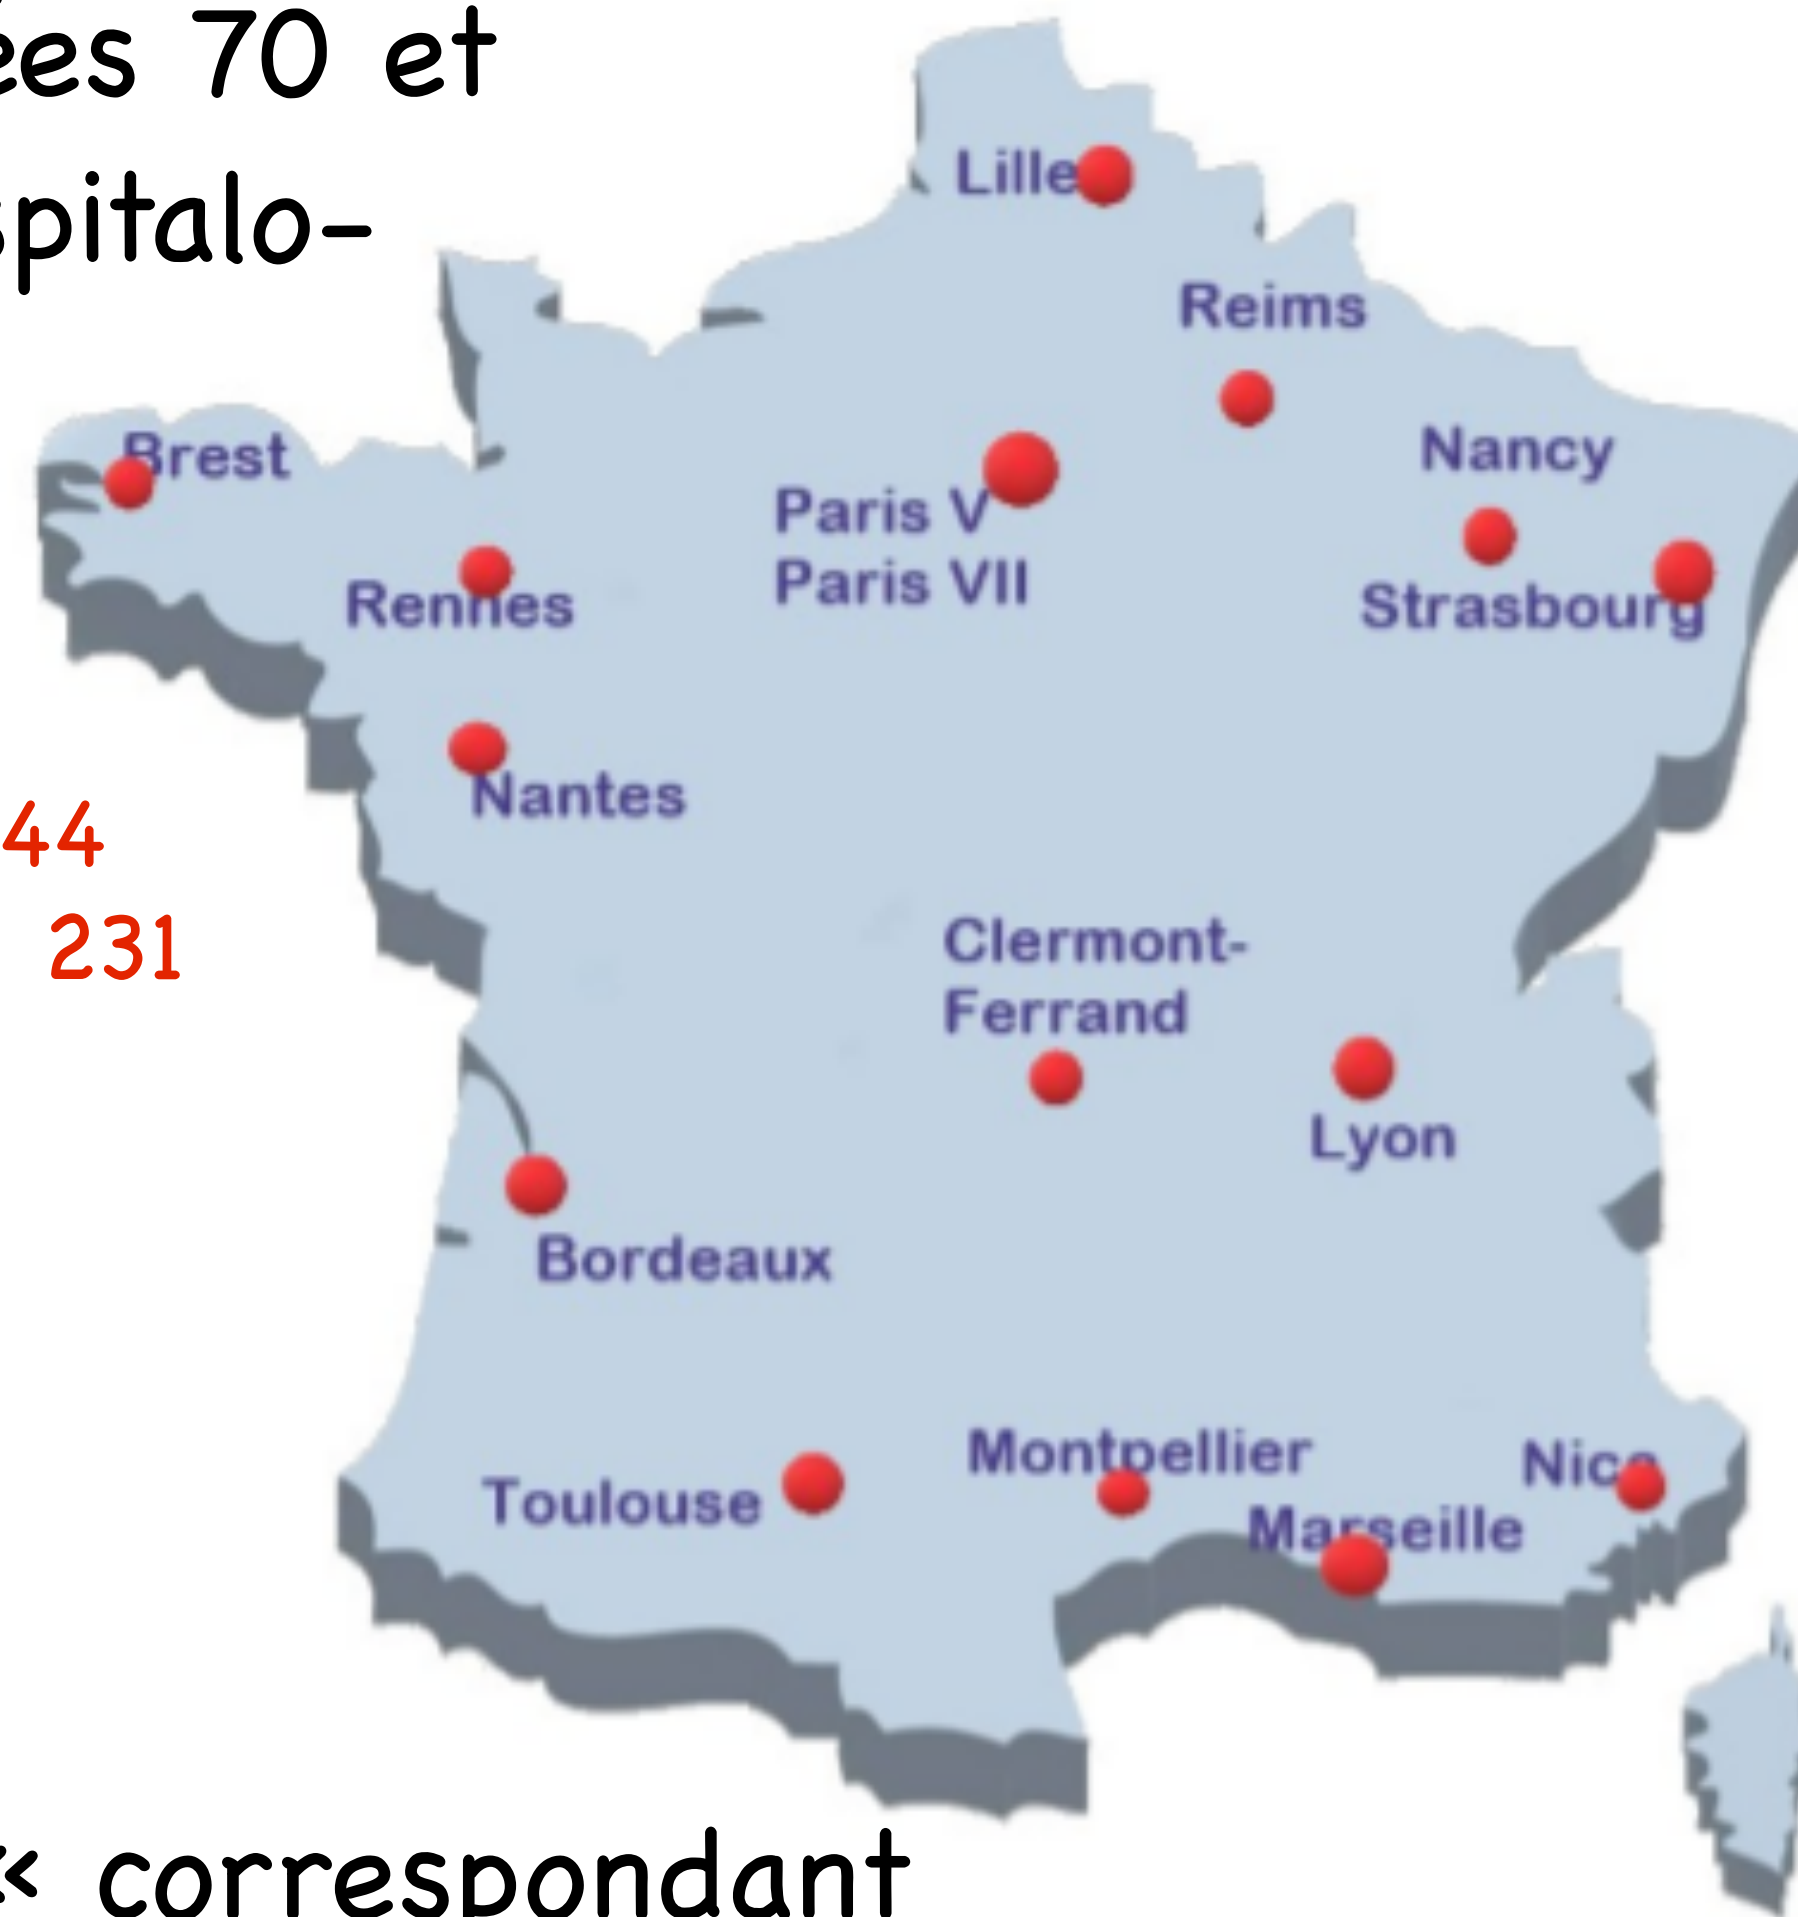 ées 70 et
spitalo-
Lille
Reims
Brest
Nancy
Paris V
Paris VII
Rennes
Strasbourg
Nantes
44
231
Clermont-
Ferrand
Lyon
Bordeaux
Montpellier
Nice
Toulouse
Marseille
« correspondant